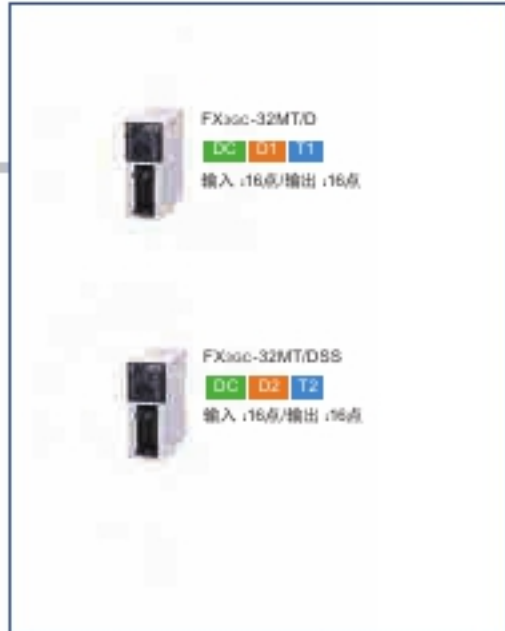 FX3GC-32MT/D
DC D1 T1
输入:16点/输出:16点
FX3GC-32MT/DSS
DC D2 T2
输入:16点/输出:16点